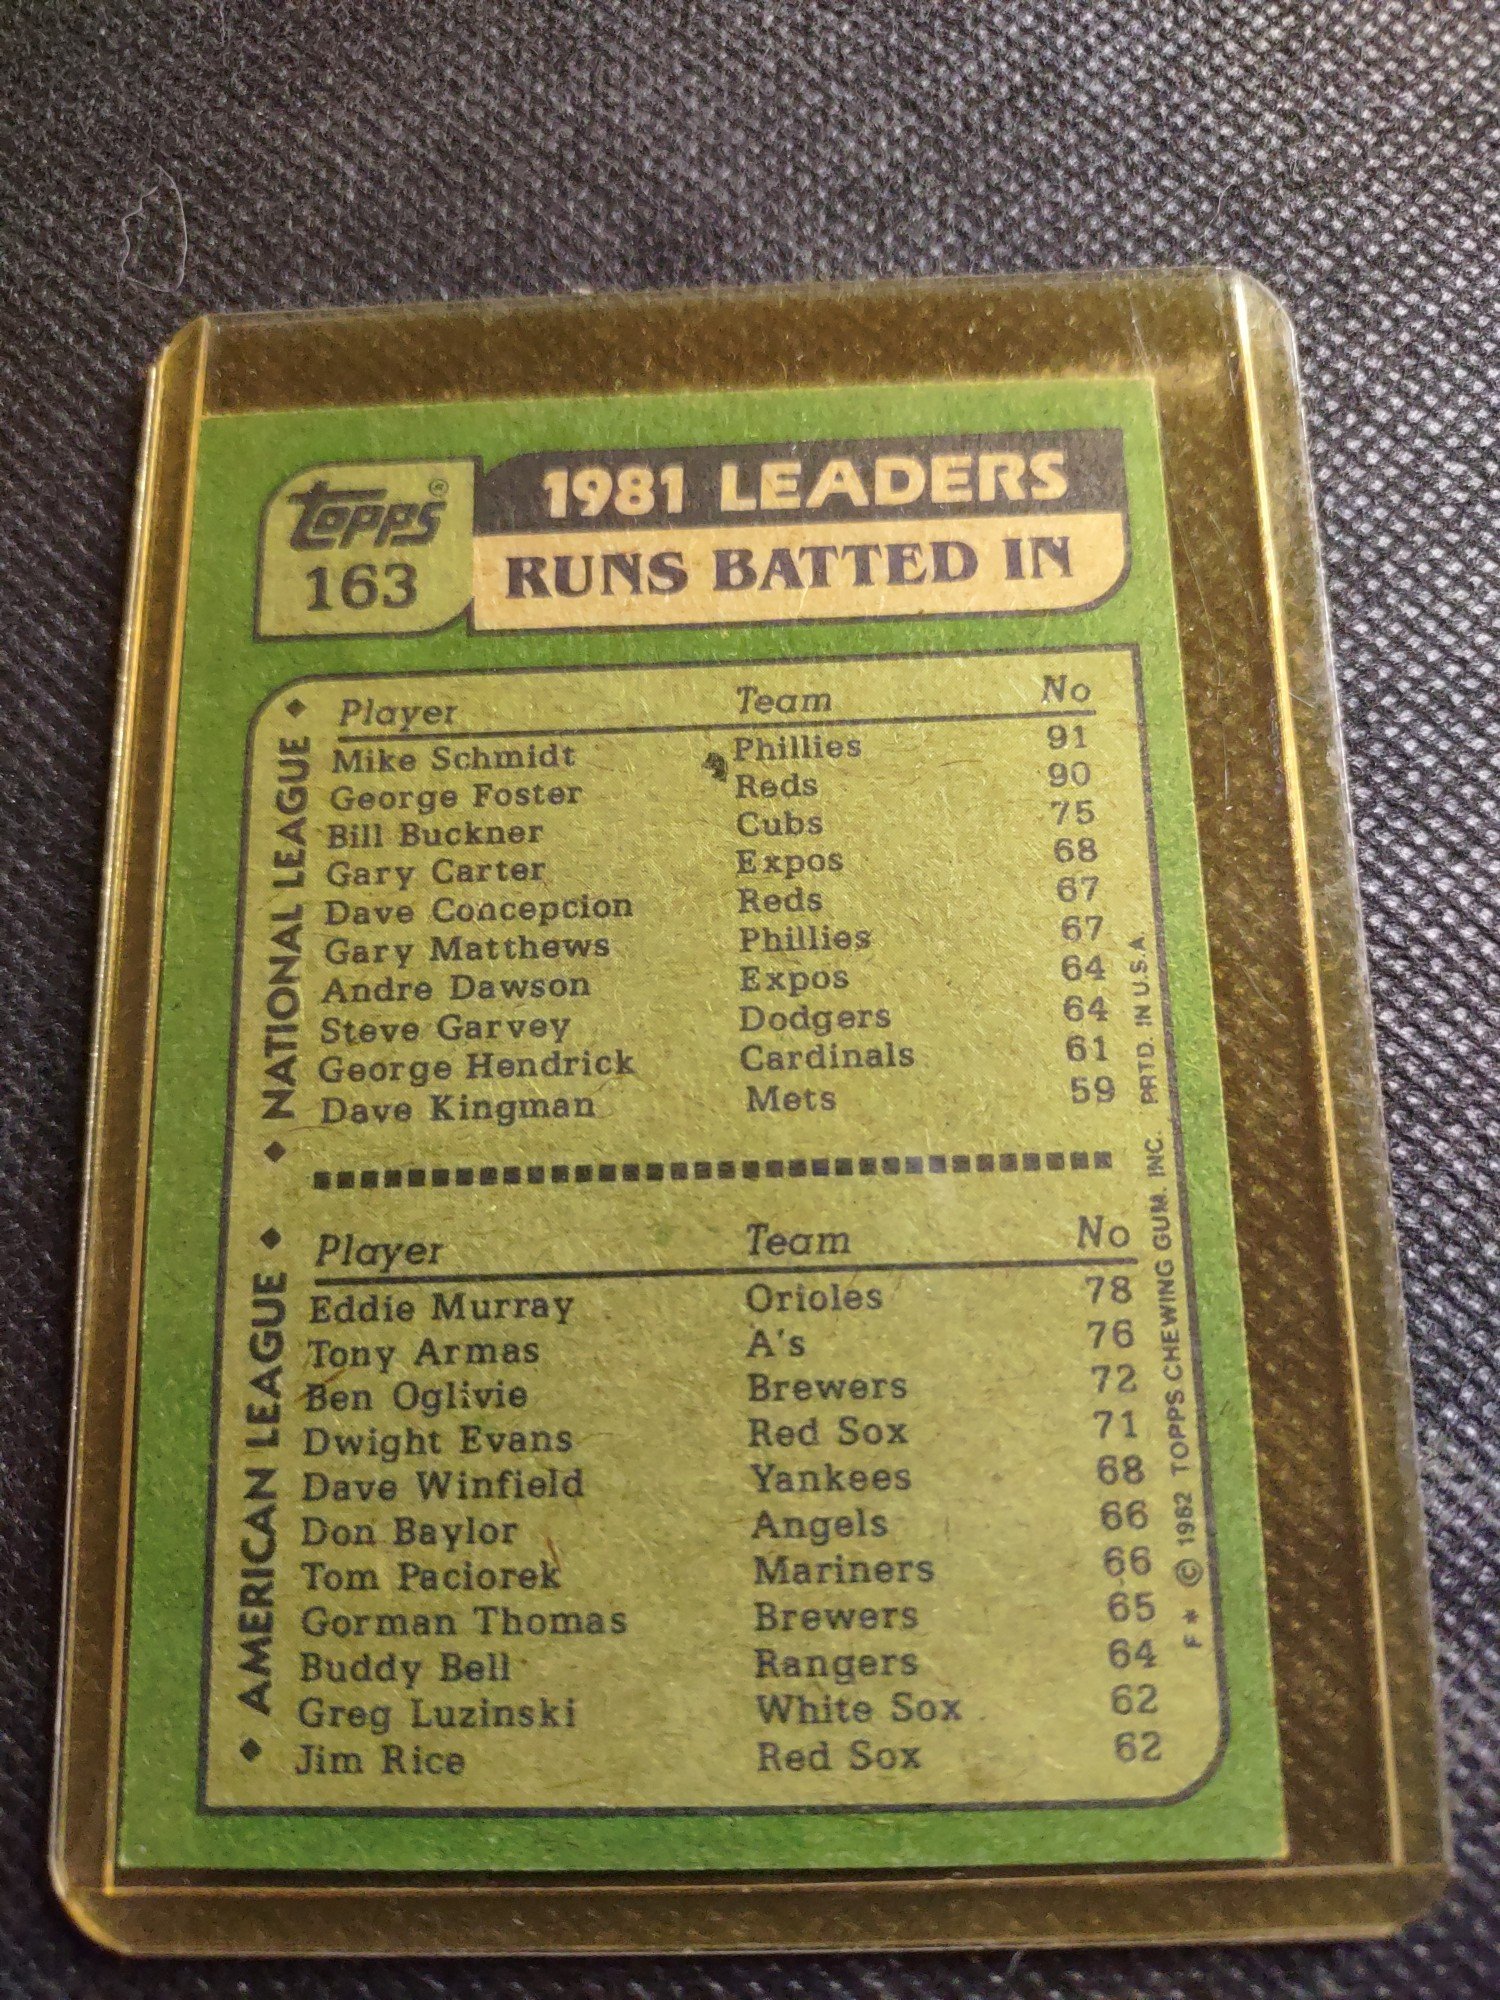 topps®
163
1981 LEADERS
RUNS BATTED IN
◆ NATIONAL LEAGUE ◆
Player Team No
Mike Schmidt Phillies 91
George Foster Reds 90
Bill Buckner Cubs 75
Gary Carter Expos 68
Dave Concepcion Reds 67
Gary Matthews Phillies 67
Andre Dawson Expos 64
Steve Garvey Dodgers 64
George Hendrick Cardinals 61
Dave Kingman Mets 59
◆ AMERICAN LEAGUE ◆
Player Team No
Eddie Murray Orioles 78
Tony Armas A's 76
Ben Oglivie Brewers 72
Dwight Evans Red Sox 71
Dave Winfield Yankees 68
Don Baylor Angels 66
Tom Paciorek Mariners 66
Gorman Thomas Brewers 65
Buddy Bell Rangers 64
Greg Luzinski White Sox 62
Jim Rice Red Sox 62
F * © 1982 TOPPS CHEWING GUM. INC. PRTD. IN U.S.A.